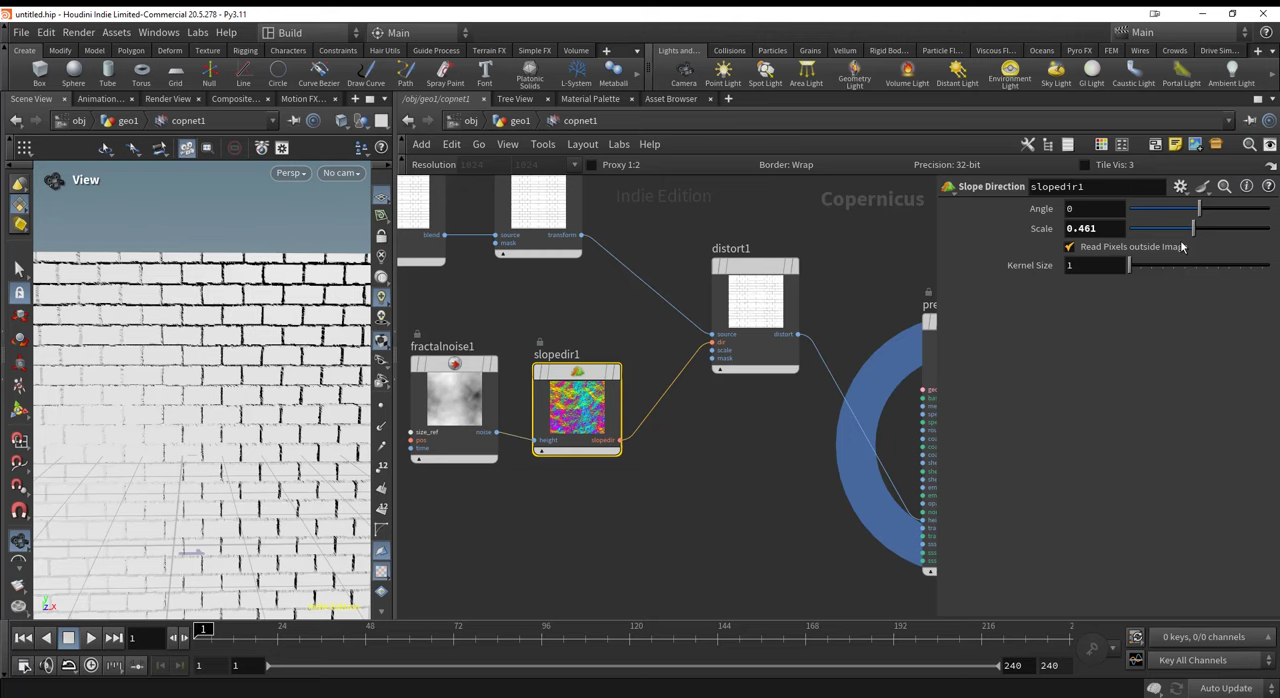 untitled.hip - Houdini Indie Limited-Commercial 20.5.278 - Py3.11
File Edit Render Assets Windows Labs Help Build Main Main
Create Modify Model Polygon Deform Texture Rigging Characters Constraints Hair Utils Guide Process Terrain FX Simple FX Volume Lights and... Collisions Particles Grains Vellum Rigid Bod... Particle Fl... Viscous Fl... Oceans Pyro FX FEM Wires Crowds Drive Sim...
Box Sphere Tube Torus Grid Null Line Circle Curve Bezier Draw Curve Path Spray Paint Font Platonic Solids L-System Metaball Camera Point Light Spot Light Area Light Geometry Light Volume Light Distant Light Environment Light Sky Light GI Light Caustic Light Portal Light Ambient Light
Scene View Animation... Render View Composite... Motion FX... /obj/geo1/copnet1 Tree View Material Palette Asset Browser
obj geo1 copnet1 obj geo1 copnet1
Add Edit Go View Tools Layout Labs Help
Resolution 1024 1024 Proxy 1:2 Border: Wrap Precision: 32-bit Tile Vis: 3
View Persp No cam
Indie Edition Copernicus
Slope Direction slopedir1
Angle 0
Scale 0.461
Read Pixels outside Imag
Kernel Size 1
blend source transform
mask
distort1
source distort
dir
scale
mask
fractalnoise1
size_ref noise
pos
time
slopedir1
height slopedir
pre
geo
12
12
1 1 24 48 72 96 120 144 168 192 216 2
0 keys, 0/0 channels
1 1 240 240 Key All Channels
Auto Update